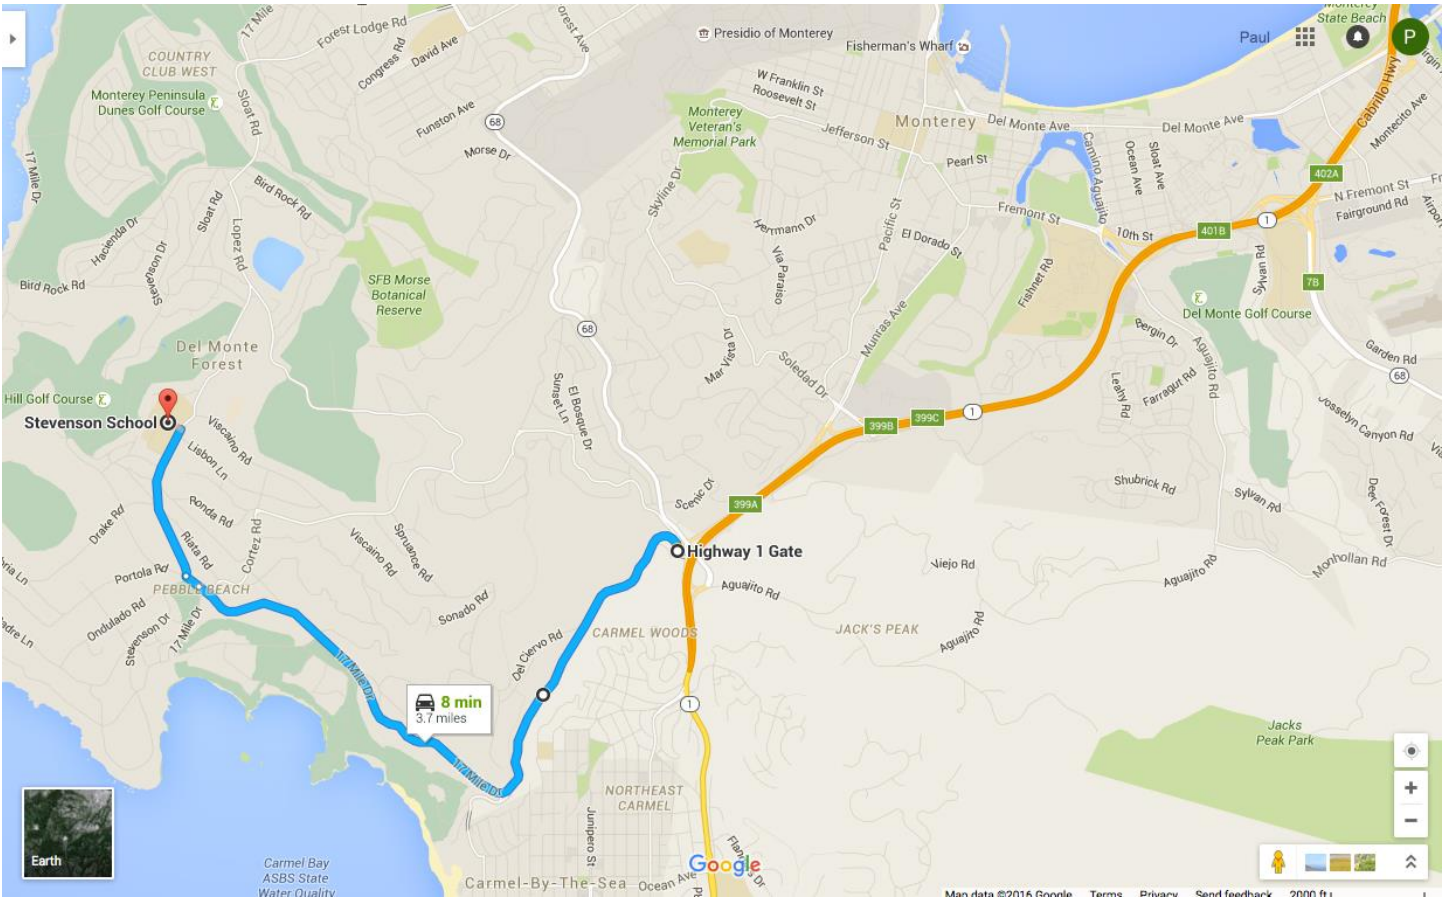 17 Mile
Forest Lodge Rd
Congress Rd
David Ave
Forest Ave
Presidio of Monterey
Fisherman's Wharf
Monterey
State Beach
Paul
P
COUNTRY
CLUB WEST
Monterey Peninsula
Dunes Golf Course
Sloat Rd
Funston Ave
68
Morse Dr
W Franklin St
Roosevelt St
Monterey
Veteran's
Memorial Park
Jefferson St
Monterey
Del Monte Ave
Del Monte Ave
Cabrillo Hwy
Montecito Ave
Pearl St
Camino Aguajito
Ocean Ave
Sloat Ave
402A
N Fremont St
Fairground Rd
17 Mile Dr
Bird Rock Rd
Sloat Rd
Lopez Rd
Hacienda Dr
Stevenson Dr
Bird Rock Rd
Skyline Dr
Herrmann Dr
Via Paraiso
Pacific St
El Dorado St
Fremont St
10th St
401B
1
Fishnet Rd
Sylvan Rd
7B
SFB Morse
Botanical
Reserve
68
Del Monte Golf Course
Del Monte
Forest
Mar Vista Dr
Munras Ave
Soledad Dr
Bergin Dr
Aguajito Rd
Garden Rd
68
Leahy Rd
Farragut Rd
Hill Golf Course
Stevenson School
Viscaino Rd
Lisbon Ln
Sunset Ln
El Bosque Dr
399B
399C
1
Josselyn Canyon Rd
Scenic Dr
399A
Shubrick Rd
Sylvan Rd
Deer Forest Dr
Drake Rd
Ronda Rd
Riata Rd
Cortez Rd
Viscaino Rd
Spruance Rd
Highway 1 Gate
Viejo Rd
Aguajito Rd
Monhollan Rd
Portola Rd
PEBBLE BEACH
Aguajito Rd
Ondulado Rd
Stevenson Dr
17 Mile Dr
Sonado Rd
Del Ciervo Rd
CARMEL WOODS
JACK'S PEAK
Aguajito Rd
17 Mile Dr
8 min
3.7 miles
1
Jacks
Peak Park
17 Mile Dr
NORTHEAST
CARMEL
Junipero St
Earth
Carmel Bay
ASBS State
Water Quality
Carmel-By-The-Sea
Ocean Ave
Google
Map data ©2016 Google Terms Privacy Send feedback 2000 ft